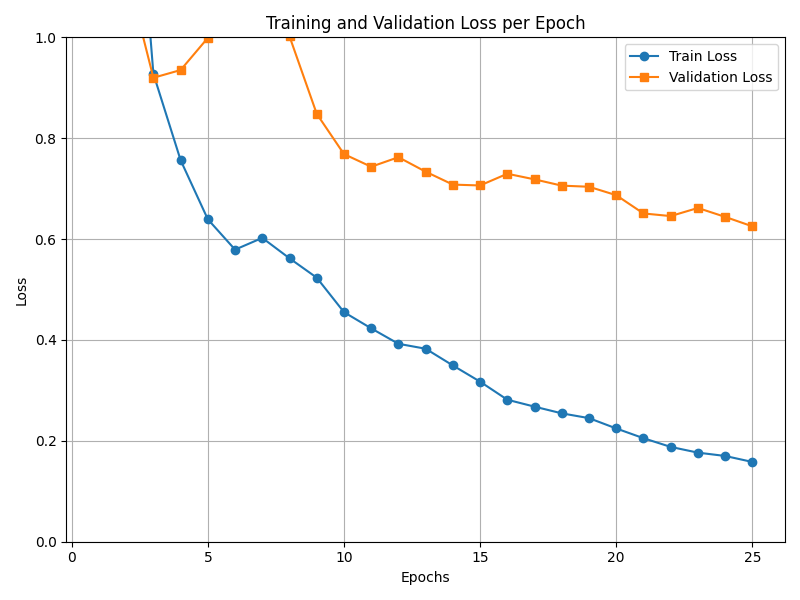 Training and Validation Loss per Epoch
Train Loss
Validation Loss
1.0
0.8
0.6
0.4
0.2
0.0
Loss
0 5 10 15 20 25
Epochs